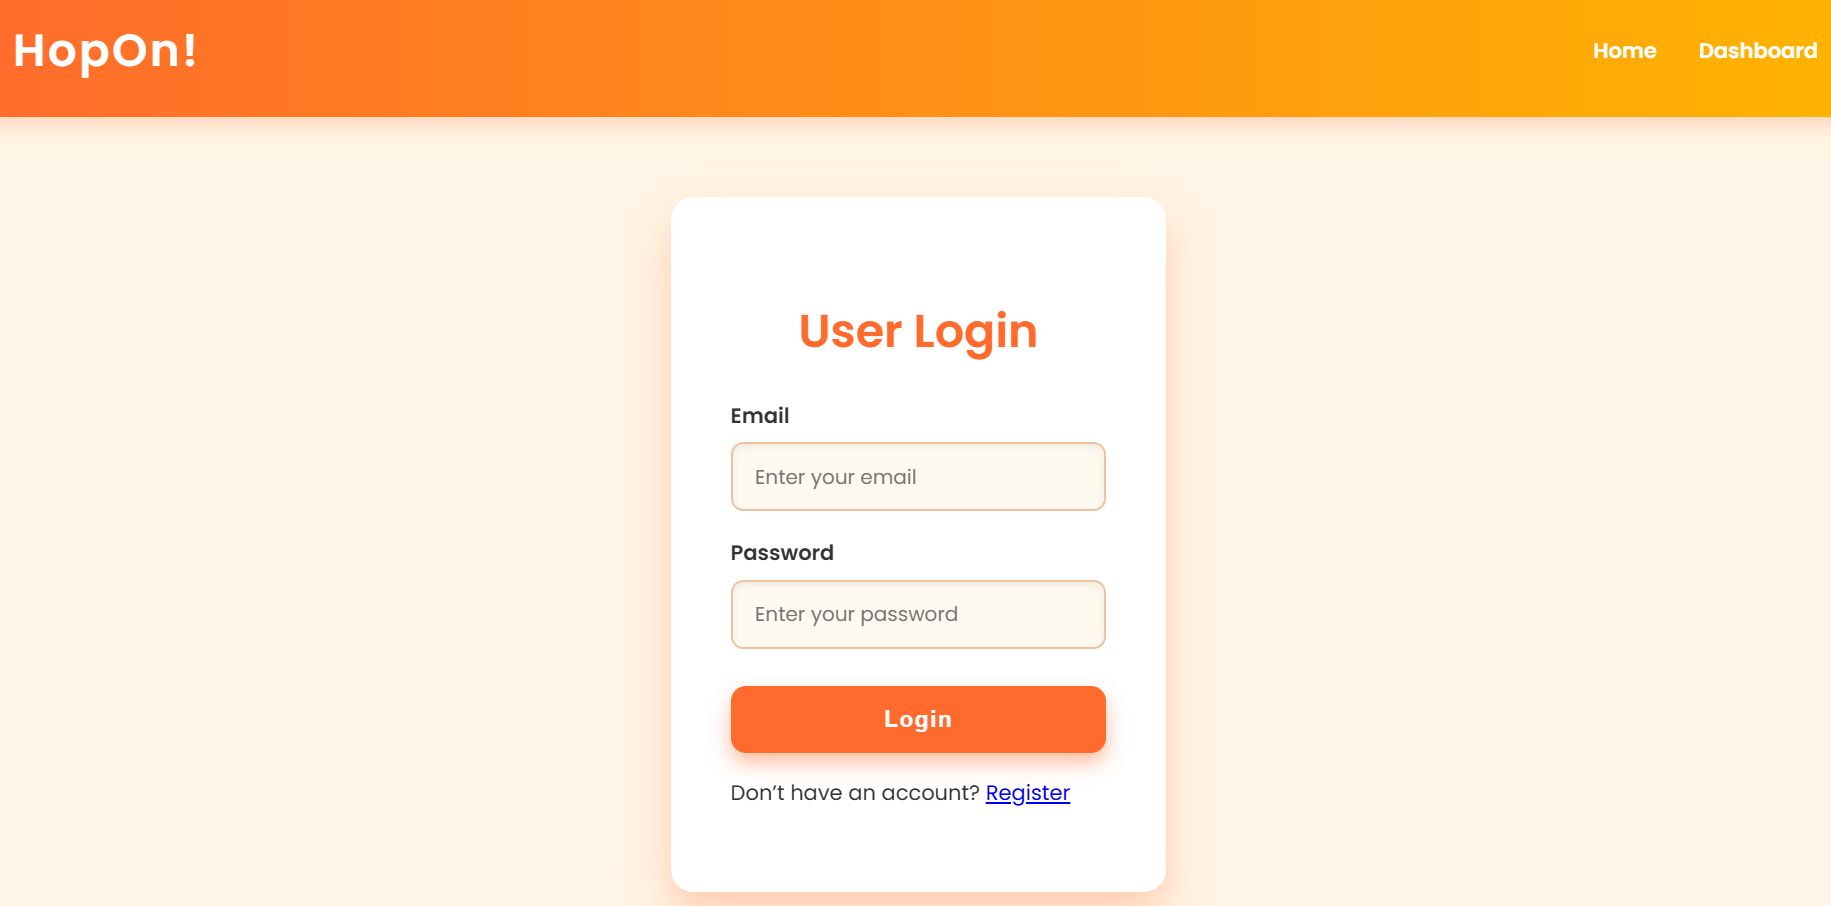 HopOn!
Home Dashboard
User Login
Email
Enter your email
Password
Enter your password
Login
Don’t have an account? Register